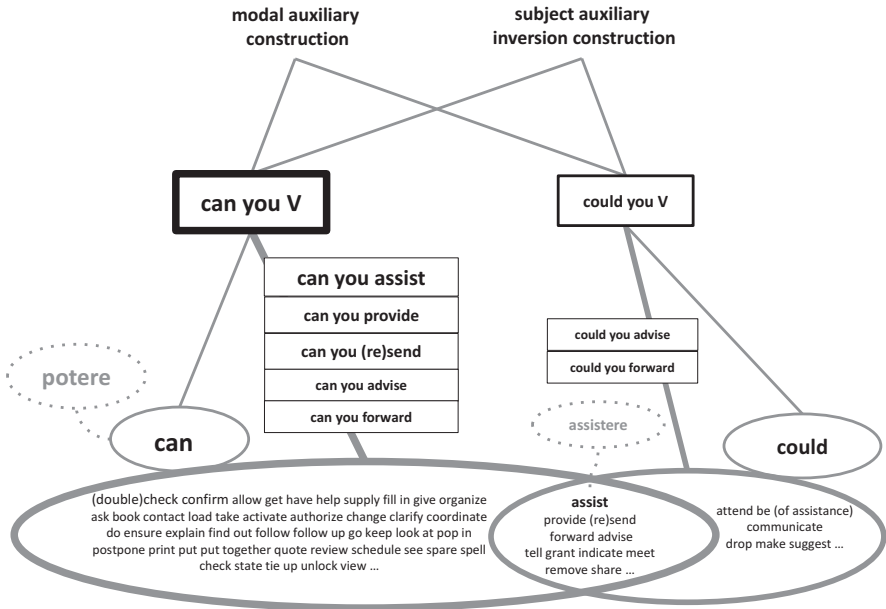 modal auxiliary
construction
subject auxiliary
inversion construction
can you V
could you V
can you assist
can you provide
can you (re)send
can you advise
can you forward
could you advise
could you forward
potere
assistere
can
could
(double)check confirm allow get have help supply fill in give organize
ask book contact load take activate authorize change clarify coordinate
do ensure explain find out follow follow up go keep look at pop in
postpone print put put together quote review schedule see spare spell
check state tie up unlock view ...
assist
provide (re)send
forward advise
tell grant indicate meet
remove share ...
attend be (of assistance)
communicate
drop make suggest ...